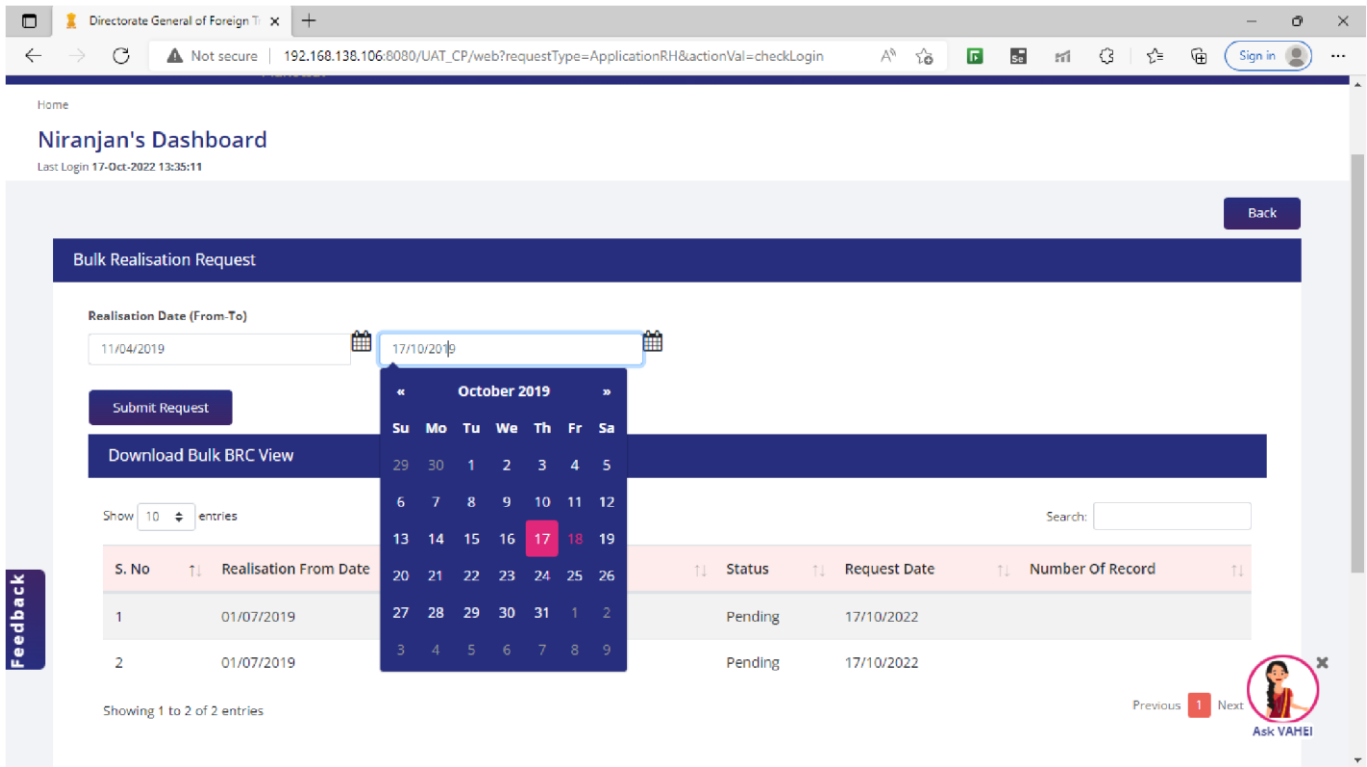 Directorate General of Foreign Tr
Not secure | 192.168.138.106:8080/UAT_CP/web?requestType=ApplicationRH&actionVal=checkLogin
Sign in
Home
Niranjan's Dashboard
Last Login 17-Oct-2022 13:35:11
Back
Bulk Realisation Request
Realisation Date (From-To)
11/04/2019 17/10/2019
Submit Request
« October 2019 »
Su Mo Tu We Th Fr Sa
29 30 1 2 3 4 5
6 7 8 9 10 11 12
13 14 15 16 17 18 19
20 21 22 23 24 25 26
27 28 29 30 31 1 2
3 4 5 6 7 8 9
Download Bulk BRC View
Show 10 entries
Search:
S. No Realisation From Date Status Request Date Number Of Record
1 01/07/2019 Pending 17/10/2022
2 01/07/2019 Pending 17/10/2022
Showing 1 to 2 of 2 entries
Previous 1 Next
Feedback
Ask VAHEI